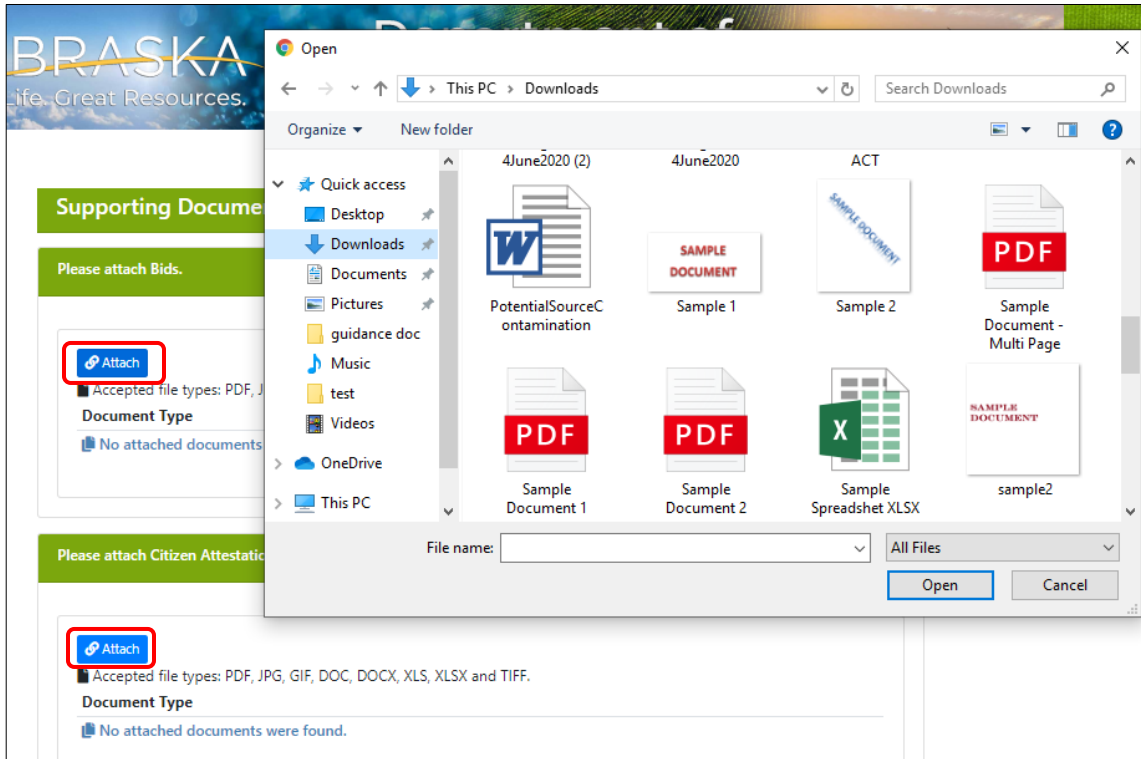 Department of
BRASKA
Life. Great Resources.
Open
This PC > Downloads
Search Downloads
Organize
New folder
4June2020 (2)
4June2020
ACT
Quick access
Desktop
Downloads
Documents
Pictures
guidance doc
Music
test
Videos
OneDrive
This PC
W
PotentialSourceC
ontamination
SAMPLE
DOCUMENT
Sample 1
SAMPLE DOCUMENT
Sample 2
PDF
Sample
Document -
Multi Page
PDF
Sample
Document 1
PDF
Sample
Document 2
X
Sample
Spreadshet XLSX
SAMPLE
DOCUMENT
sample2
File name:
All Files
Open
Cancel
Supporting Docume
Please attach Bids.
Attach
Accepted file types: PDF, J
Document Type
No attached documents
Please attach Citizen Attestatic
Attach
Accepted file types: PDF, JPG, GIF, DOC, DOCX, XLS, XLSX and TIFF.
Document Type
No attached documents were found.